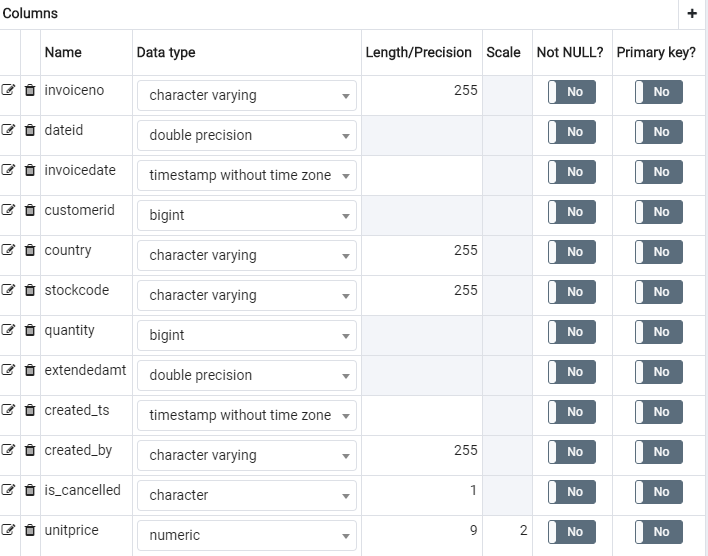 Columns
Name Data type Length/Precision Scale Not NULL? Primary key?
invoiceno character varying 255 No No
dateid double precision No No
invoicedate timestamp without time zone No No
customerid bigint No No
country character varying 255 No No
stockcode character varying 255 No No
quantity bigint No No
extendedamt double precision No No
created_ts timestamp without time zone No No
created_by character varying 255 No No
is_cancelled character 1 No No
unitprice numeric 9 2 No No